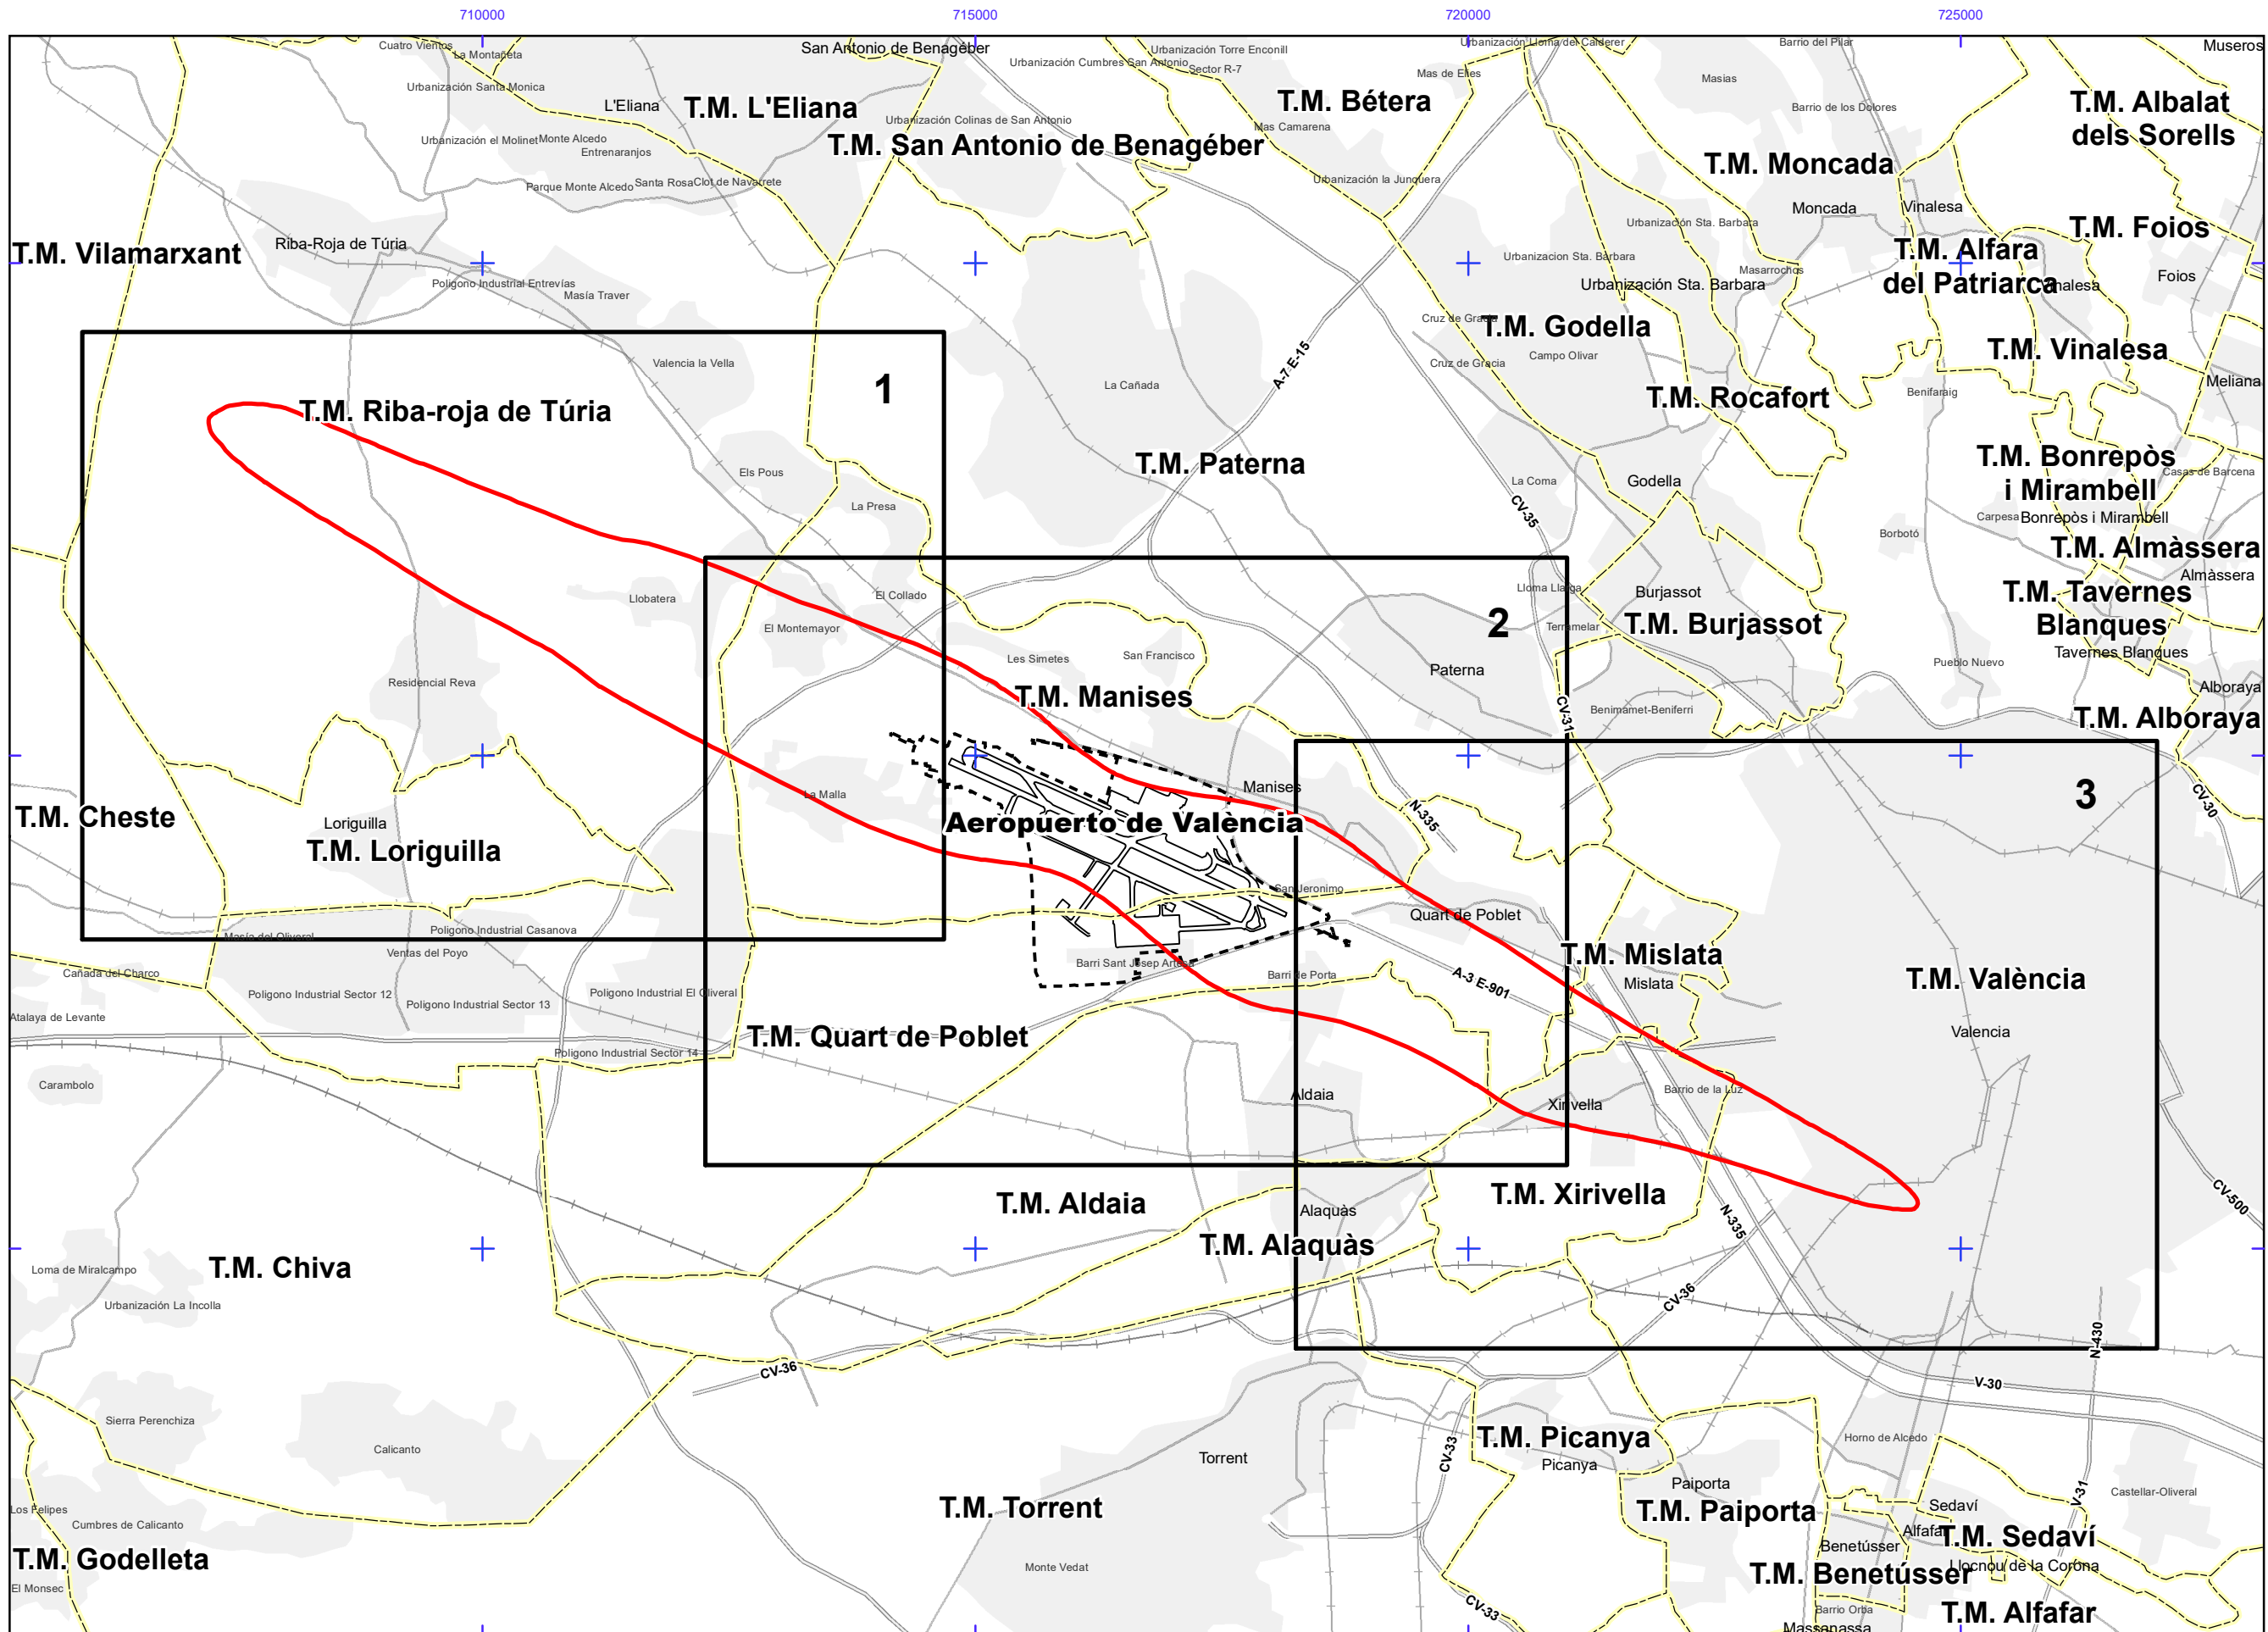 710000 715000 720000 725000
Cuatro Vientos
La Montañeta
San Antonio de Benagéber
Urbanización Torre Enconill
Urbanización Lloma del Calderer
Barrio del Pilar
Museros
Urbanización Cumbres San Antonio
Sector R-7
Mas de Elies
Masias
Urbanización Santa Monica
L'Eliana
T.M. L'Eliana
T.M. Bétera
Barrio de los Dolores
T.M. Albalat
dels Sorells
Urbanización Colinas de San Antonio
Mas Camarena
Urbanización el Molinet
Monte Alcedo
Entrenaranjos
T.M. San Antonio de Benagéber
T.M. Moncada
Parque Monte Alcedo
Santa Rosa
Clot de Navarrete
Urbanización la Junquera
Moncada
Vinalesa
Urbanización Sta. Barbara
T.M. Foios
T.M. Vilamarxant
Riba-Roja de Túria
Urbanizacion Sta. Bárbara
Masarrochos
T.M. Alfara
del Patriarca
Vinalesa
Foios
Poligono Industrial Entrevías
Masía Traver
Urbanización Sta. Barbara
Cruz de Gracia
T.M. Godella
Valencia la Vella
A-7 E-15
Cruz de Gracia
Campo Olivar
T.M. Vinalesa
1
La Cañada
Meliana
T.M. Riba-roja de Túria
T.M. Rocafort
Benifaraig
Els Pous
T.M. Paterna
La Coma
Godella
T.M. Bonrepòs
i Mirambell
Casas de Barcena
La Presa
CV-35
Borbotó
Carpesa
Bonrepòs i Mirambell
T.M. Almàssera
Almàssera
Llobatera
El Collado
Lloma Llarga
Burjassot
T.M. Tavernes
Blanques
El Montemayor
2
Terramelar
T.M. Burjassot
Tavernes Blanques
Les Simetes
San Francisco
Paterna
Pueblo Nuevo
Residencial Reva
T.M. Manises
CV-31
Benimamet-Beniferri
Alboraya
T.M. Alboraya
La Malla
Manises
3
CV-30
T.M. Cheste
Loriguilla
T.M. Loriguilla
Aeropuerto de València
N-335
San Jeronimo
Quart de Poblet
Masía del Oliveral
Poligono Industrial Casanova
Ventas del Poyo
Cañada del Charco
Barri Sant Josep Artesa
Barri de Porta
A-3 E-901
T.M. Mislata
Mislata
T.M. València
Poligono Industrial Sector 12
Poligono Industrial Sector 13
Poligono Industrial El Oliveral
Atalaya de Levante
T.M. Quart de Poblet
Valencia
Poligono Industrial Sector 14
Carambolo
Aldaia
Xirivella
Barrio de la Luz
T.M. Aldaia
T.M. Xirivella
CV-500
Alaquàs
T.M. Alaquàs
N-335
Loma de Miralcampo
T.M. Chiva
Urbanización La Incolla
CV-36
N-430
CV-36
V-30
Sierra Perenchiza
Calicanto
Torrent
CV-33
T.M. Picanya
Picanya
Horno de Alcedo
Paiporta
V-31
Castellar-Oliveral
Los Felipes
Cumbres de Calicanto
T.M. Torrent
T.M. Paiporta
Sedaví
Alfafar
T.M. Sedaví
Benetússer
T.M. Godelleta
Monte Vedat
T.M. Benetússer
Llocnou de la Corona
El Monsec
CV-33
Barrio Orba
T.M. Alfafar
Massanassa